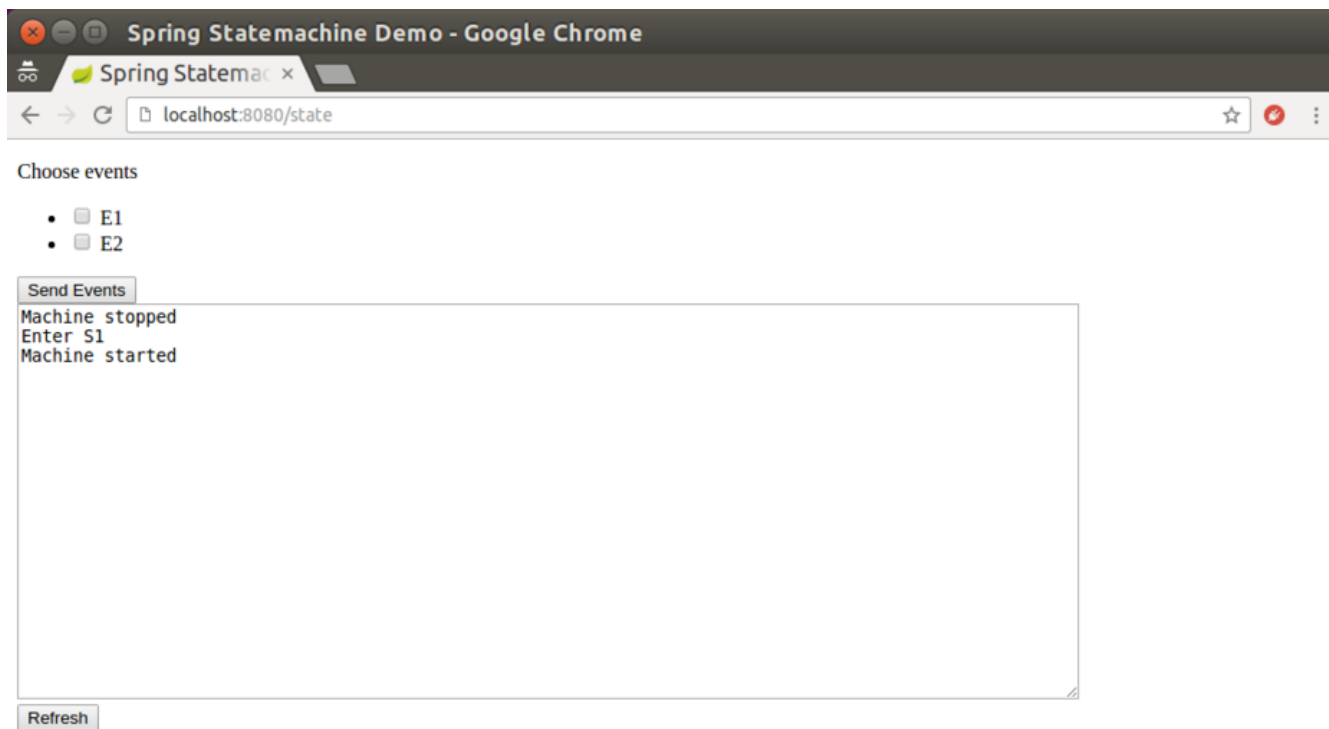 Spring Statemachine Demo - Google Chrome
Spring Statemac
localhost:8080/state
Choose events
E1
E2
Send Events
Machine stopped
Enter S1
Machine started
Refresh